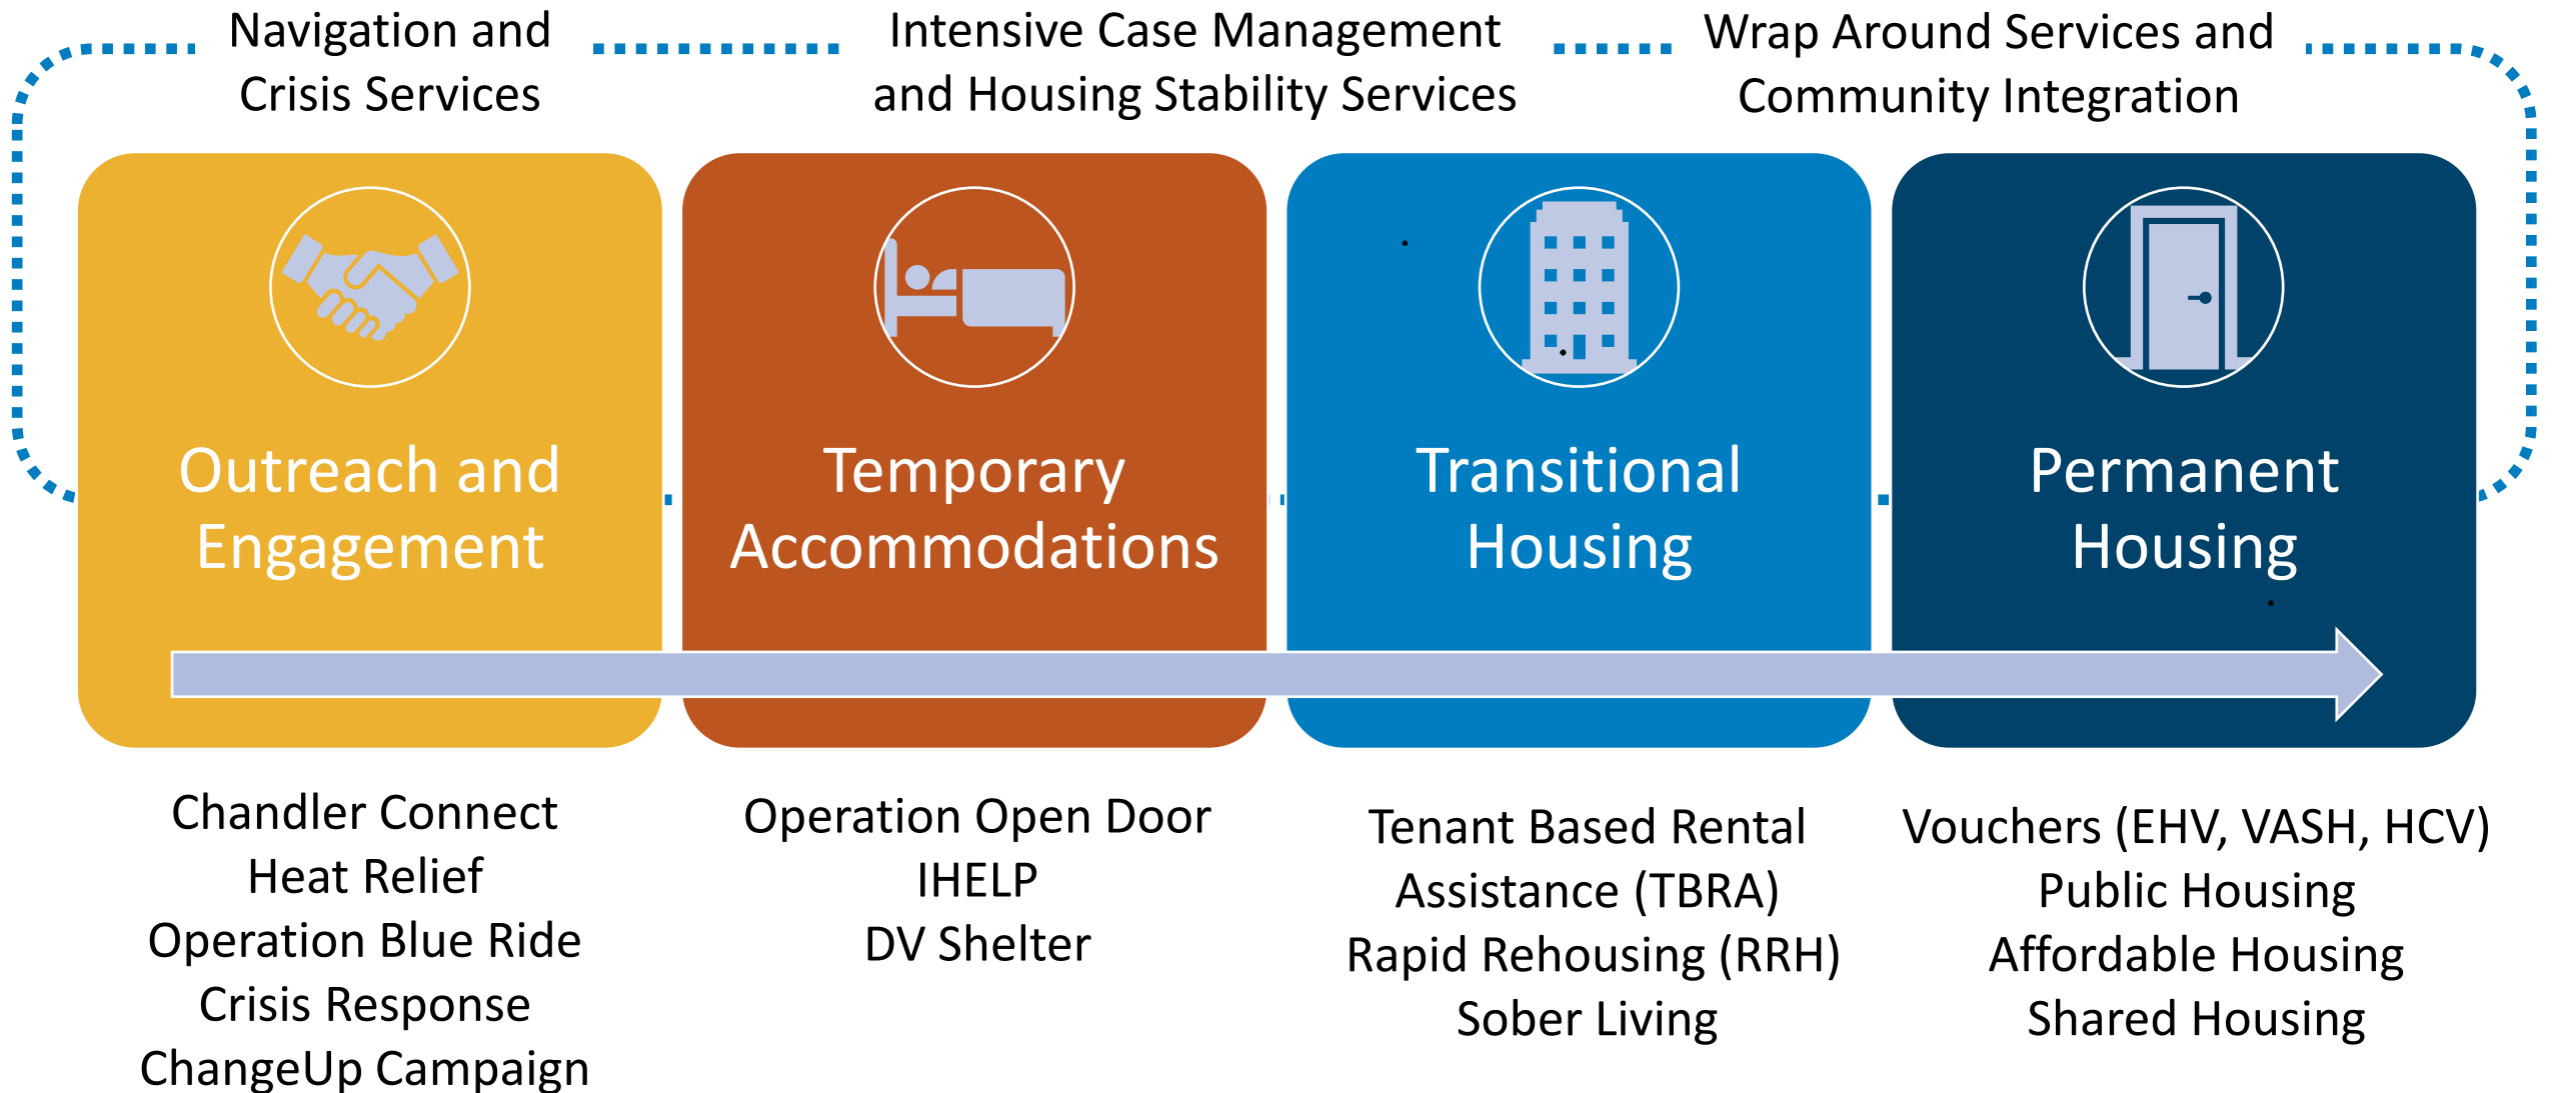 Navigation and
Crisis Services
Intensive Case Management
and Housing Stability Services
Wrap Around Services and
Community Integration
Outreach and
Engagement
Temporary
Accommodations
Transitional
Housing
Permanent
Housing
Chandler Connect
Heat Relief
Operation Blue Ride
Crisis Response
ChangeUp Campaign
Operation Open Door
IHELP
DV Shelter
Tenant Based Rental
Assistance (TBRA)
Rapid Rehousing (RRH)
Sober Living
Vouchers (EHV, VASH, HCV)
Public Housing
Affordable Housing
Shared Housing